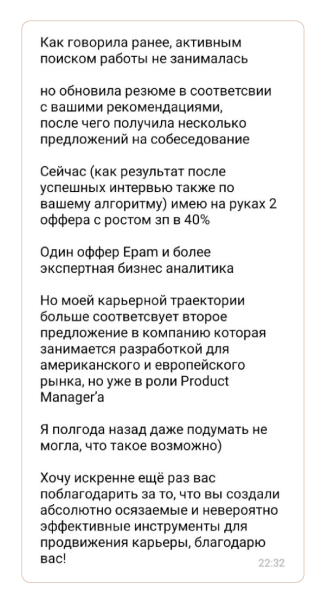 Как говорила ранее, активным
поиском работы не занималась
но обновила резюме в соответсвии
с вашими рекомендациями,
после чего получила несколько
предложений на собеседование
Сейчас (как результат после
успешных интервью также по
вашему алгоритму) имею на руках 2
оффера с ростом зп в 40%
Один оффер Epam и более
экспертная бизнес аналитика
Но моей карьерной траектории
больше соответсвует второе
предложение в компанию которая
занимается разработкой для
американского и европейского
рынка, но уже в роли Product
Manager’a
Я полгода назад даже подумать не
могла, что такое возможно)
Хочу искренне ещё раз вас
поблагодарить за то, что вы создали
абсолютно осязаемые и невероятно
эффективные инструменты для
продвижения карьеры, благодарю
вас!
22:32